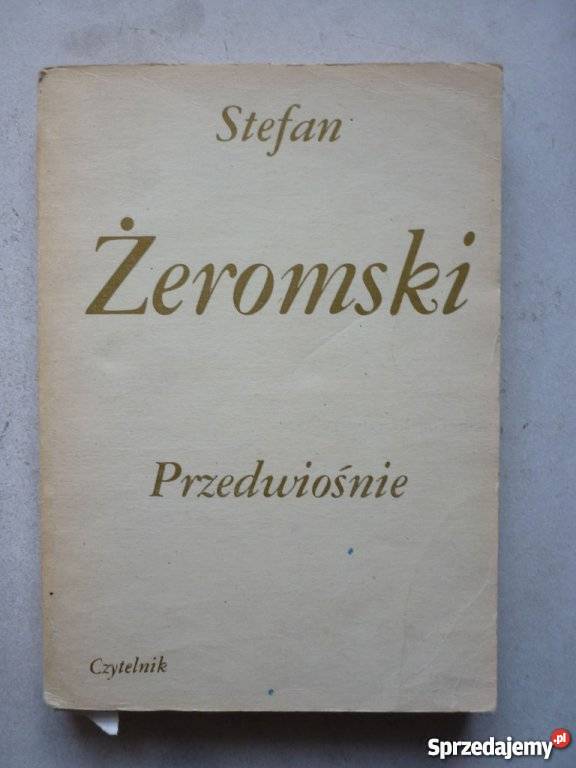 Stefan
Żeromski
Przedwiośnie
Czytelnik
Sprzedajemy.pl